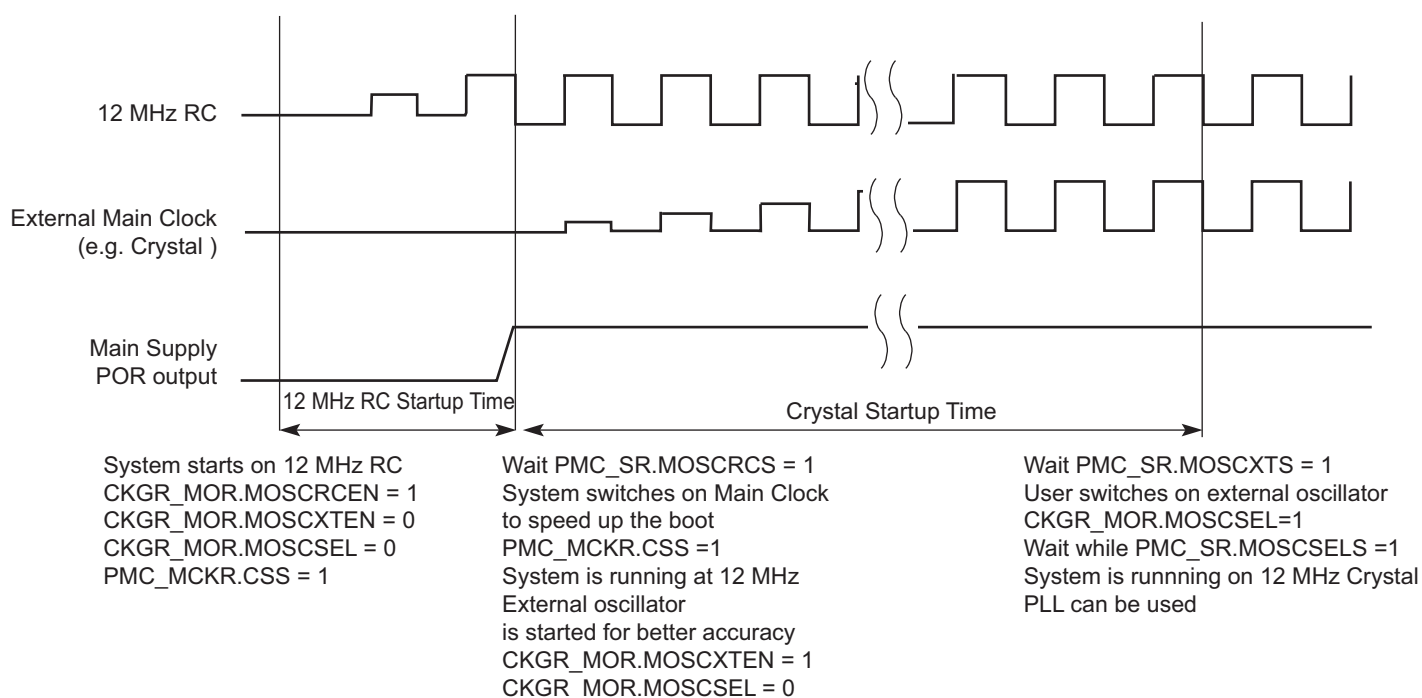 12 MHz RC
External Main Clock
(e.g. Crystal )
Main Supply
POR output
12 MHz RC Startup Time
Crystal Startup Time
System starts on 12 MHz RC
CKGR_MOR.MOSCRCEN = 1
CKGR_MOR.MOSCXTEN = 0
CKGR_MOR.MOSCSEL = 0
PMC_MCKR.CSS = 1
Wait PMC_SR.MOSCRCS = 1
System switches on Main Clock
to speed up the boot
PMC_MCKR.CSS =1
System is running at 12 MHz
External oscillator
is started for better accuracy
CKGR_MOR.MOSCXTEN = 1
CKGR_MOR.MOSCSEL = 0
Wait PMC_SR.MOSCXTS = 1
User switches on external oscillator
CKGR_MOR.MOSCSEL=1
Wait while PMC_SR.MOSCSELS =1
System is runnning on 12 MHz Crystal
PLL can be used